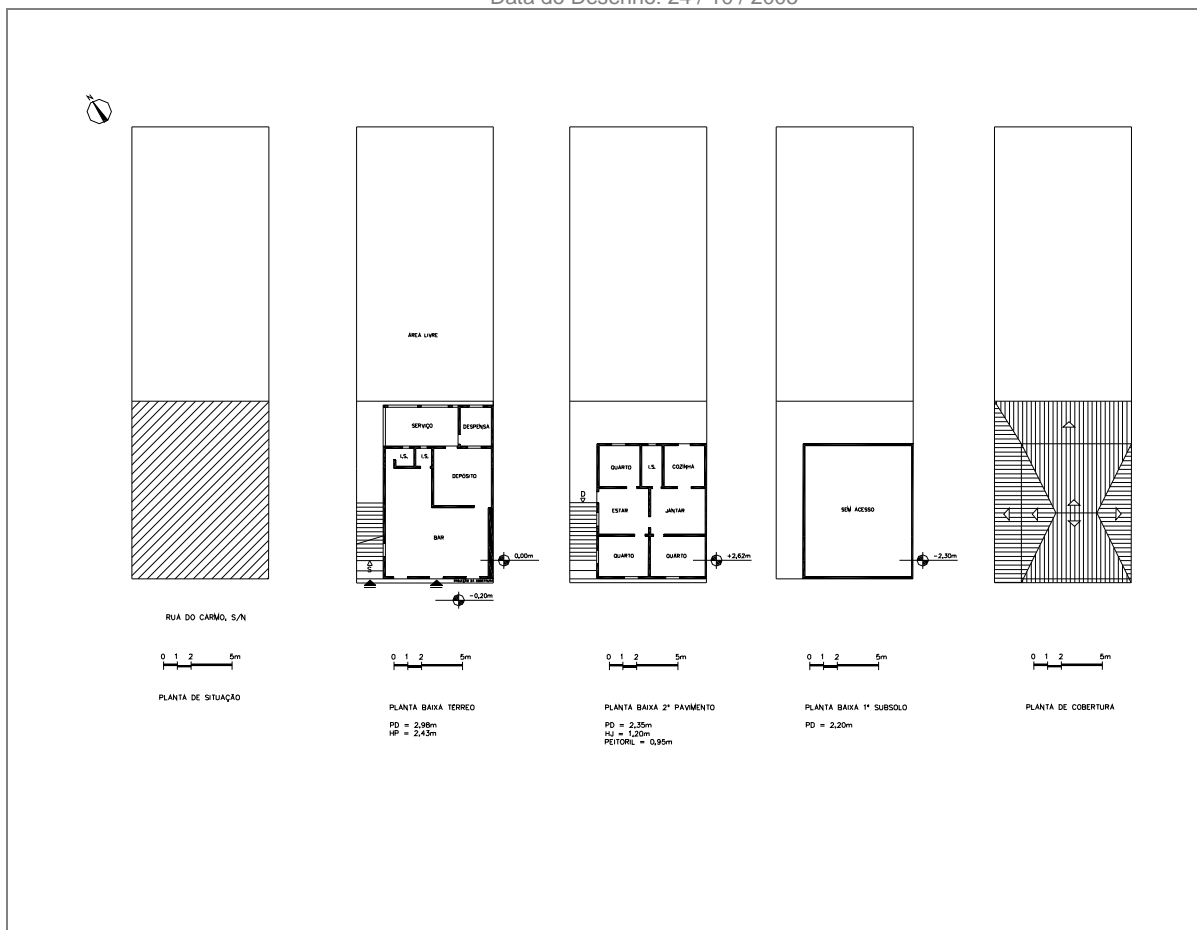 Data do Desenho: 24 / 10 / 2005
N
ÁREA LIVRE
SERVIÇO
DESPENSA
I.S.
I.S.
DEPÓSITO
BAR
S
0,00m
-0,20m
QUARTO
I.S.
COZINHA
D
ESTAR
JANTAR
QUARTO
QUARTO
+2,62m
SEM ACESSO
-2,30m
RUA DO CARMO, S/N
0 1 2 5m
PLANTA DE SITUAÇÃO
0 1 2 5m
PLANTA BAIXA TÉRREO
PD = 2,98m
HP = 2,43m
0 1 2 5m
PLANTA BAIXA 2° PAVIMENTO
PD = 2,35m
HJ = 1,20m
PEITORIL = 0,95m
0 1 2 5m
PLANTA BAIXA 1° SUBSOLO
PD = 2,20m
0 1 2 5m
PLANTA DE COBERTURA